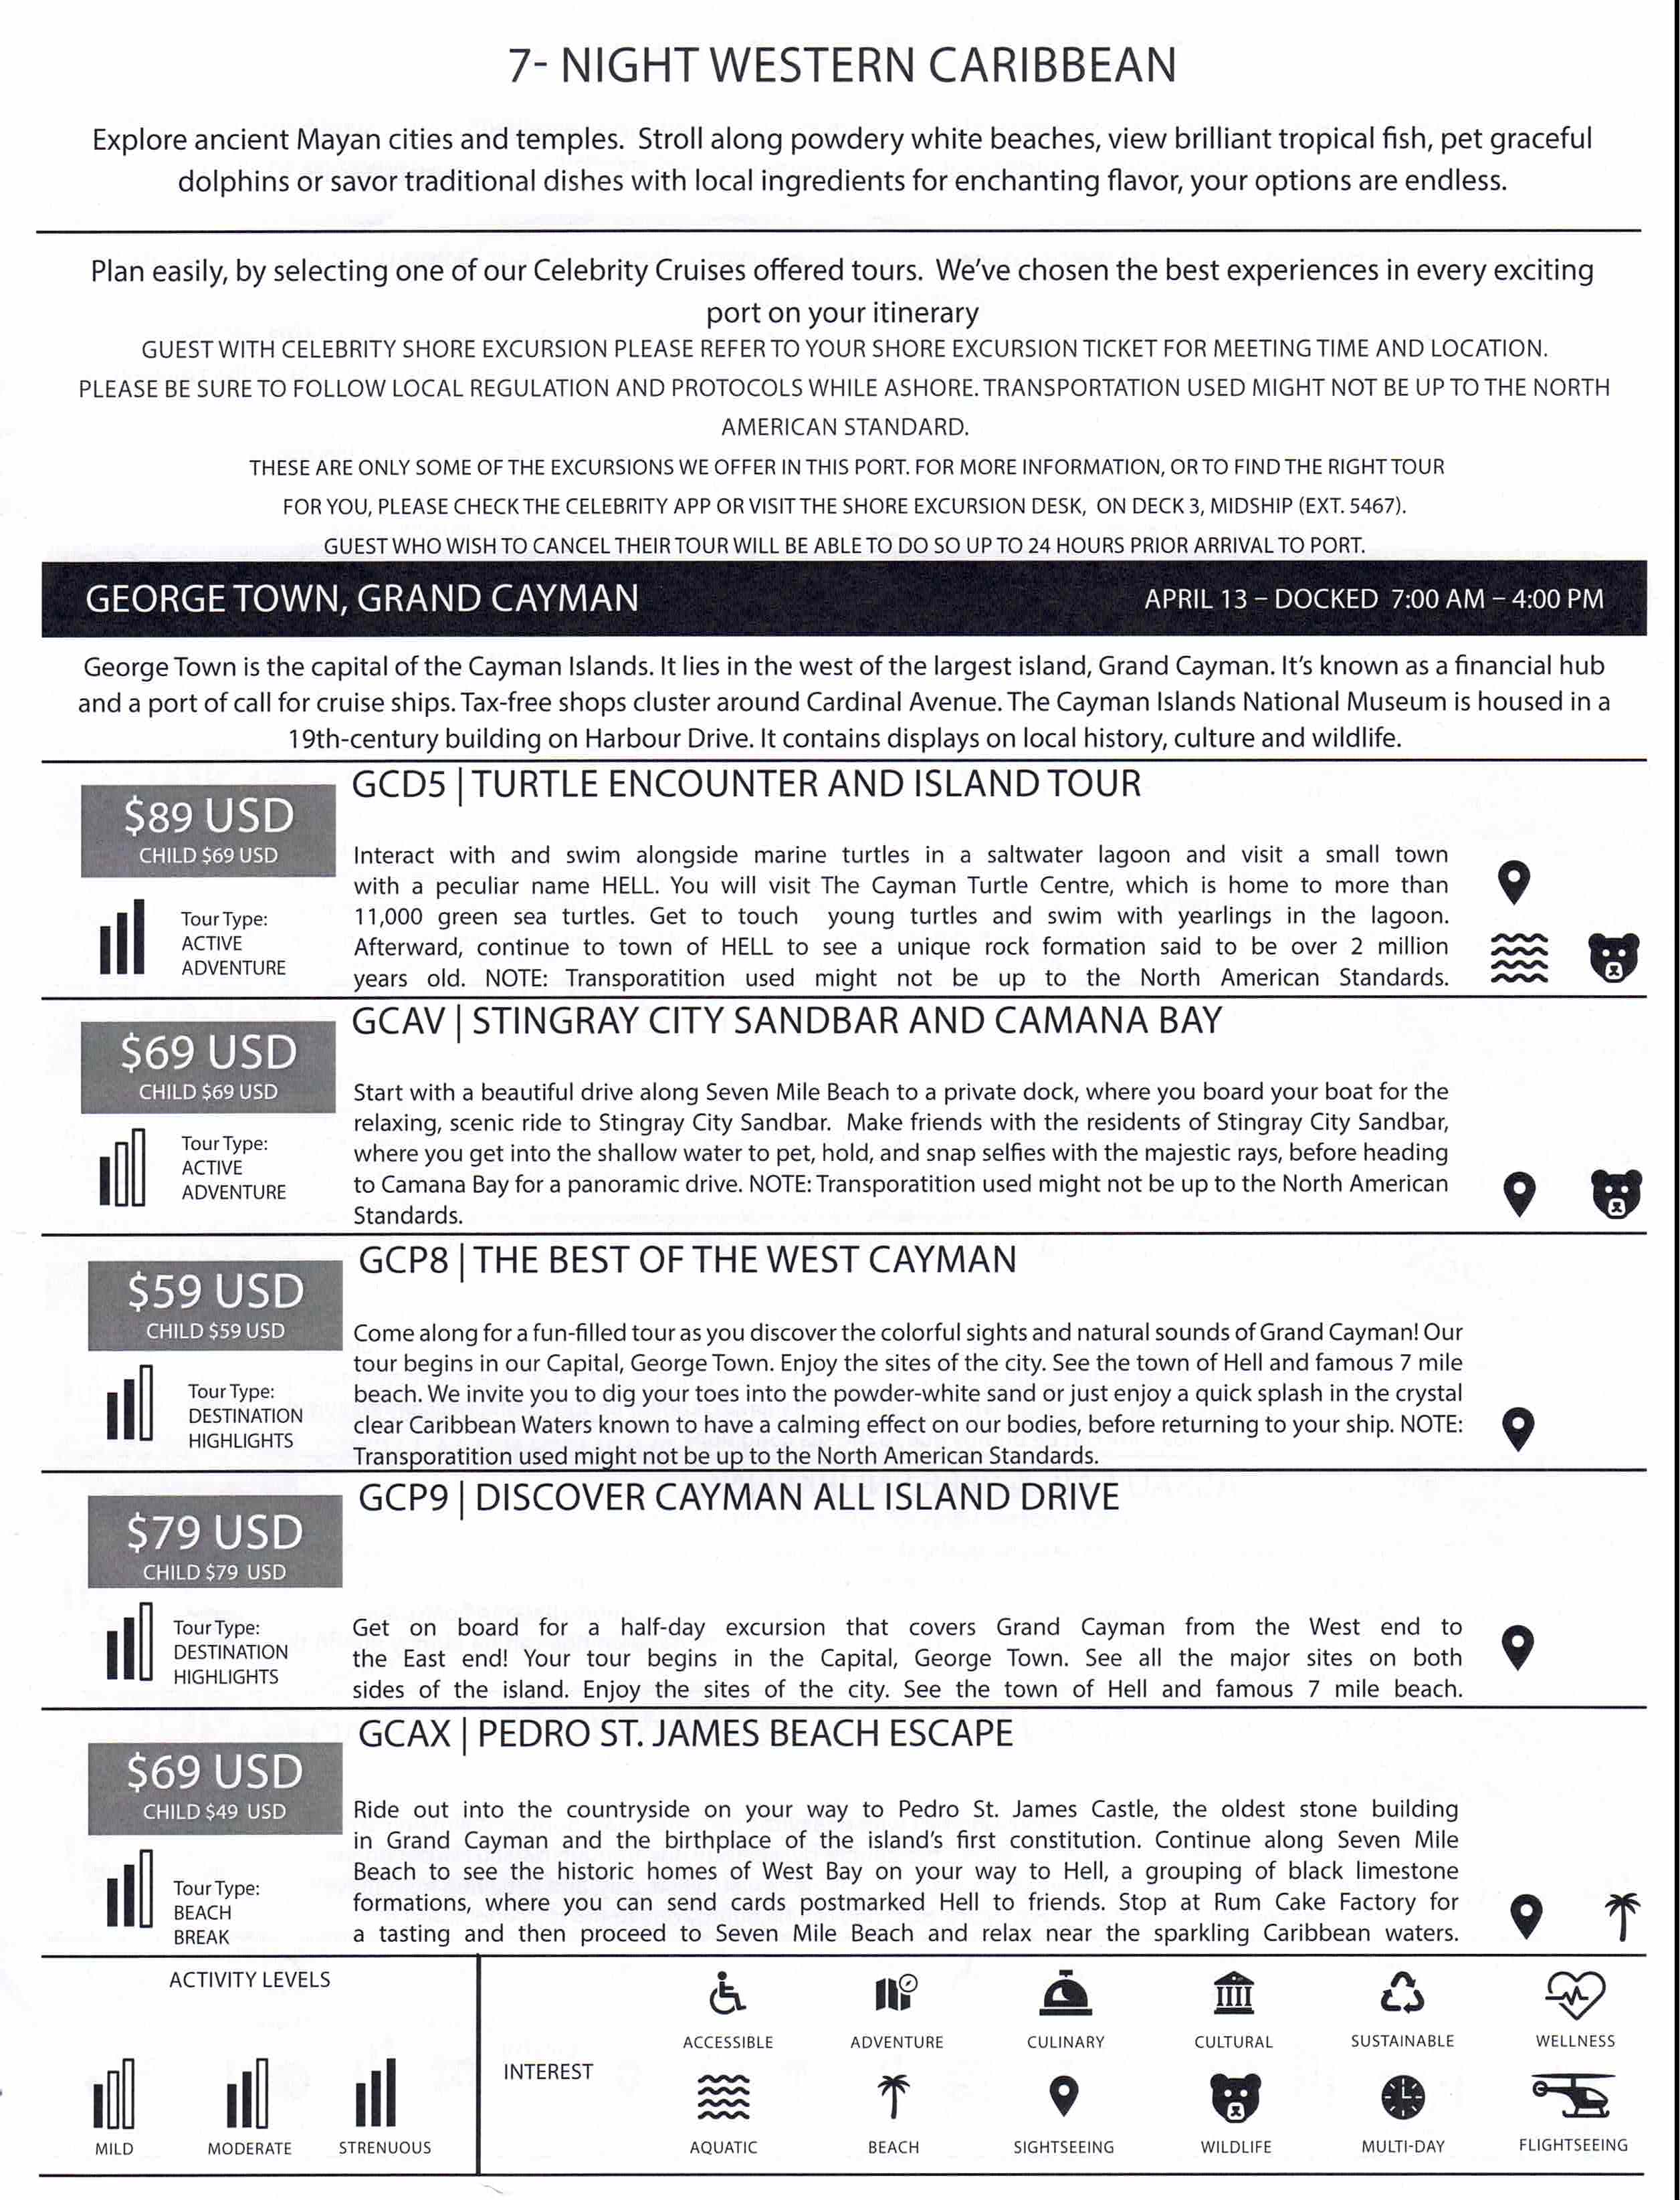 7- NIGHT WESTERN CARIBBEAN
Explore ancient Mayan cities and temples. Stroll along powdery white beaches, view brilliant tropical fish, pet graceful
dolphins or savor traditional dishes with local ingredients for enchanting flavor, your options are endless.
Plan easily, by selecting one of our Celebrity Cruises offered tours. We've chosen the best experiences in every exciting
port on your itinerary
GUEST WITH CELEBRITY SHORE EXCURSION PLEASE REFER TO YOUR SHORE EXCURSION TICKET FOR MEETING TIME AND LOCATION.
PLEASE BE SURE TO FOLLOW LOCAL REGULATION AND PROTOCOLS WHILE ASHORE. TRANSPORTATION USED MIGHT NOT BE UP TO THE NORTH
AMERICAN STANDARD.
THESE ARE ONLY SOME OF THE EXCURSIONS WE OFFER IN THIS PORT. FOR MORE INFORMATION, OR TO FIND THE RIGHT TOUR
FOR YOU, PLEASE CHECK THE CELEBRITY APP OR VISIT THE SHORE EXCURSION DESK, ON DECK 3, MIDSHIP (EXT. 5467).
GUEST WHO WISH TO CANCEL THEIR TOUR WILL BE ABLE TO DO SO UP TO 24 HOURS PRIOR ARRIVAL TO PORT.
GEORGE TOWN, GRAND CAYMAN
APRIL 13 – DOCKED 7:00 AM – 4:00 PM
George Town is the capital of the Cayman Islands. It lies in the west of the largest island, Grand Cayman. It's known as a financial hub
and a port of call for cruise ships. Tax-free shops cluster around Cardinal Avenue. The Cayman Islands National Museum is housed in a
19th-century building on Harbour Drive. It contains displays on local history, culture and wildlife.
GCD5 | TURTLE ENCOUNTER AND ISLAND TOUR
$89 USD
CHILD $69 USD
Tour Type:
ACTIVE
ADVENTURE
Interact with and swim alongside marine turtles in a saltwater lagoon and visit a small town
with a peculiar name HELL. You will visit The Cayman Turtle Centre, which is home to more than
11,000 green sea turtles. Get to touch young turtles and swim with yearlings in the lagoon.
Afterward, continue to town of HELL to see a unique rock formation said to be over 2 million
years old. NOTE: Transporatition used might not be up to the North American Standards.
GCAV | STINGRAY CITY SANDBAR AND CAMANA BAY
$69 USD
CHILD $69 USD
Tour Type:
ACTIVE
ADVENTURE
Start with a beautiful drive along Seven Mile Beach to a private dock, where you board your boat for the
relaxing, scenic ride to Stingray City Sandbar. Make friends with the residents of Stingray City Sandbar,
where you get into the shallow water to pet, hold, and snap selfies with the majestic rays, before heading
to Camana Bay for a panoramic drive. NOTE: Transporatition used might not be up to the North American
Standards.
GCP8 | THE BEST OF THE WEST CAYMAN
$59 USD
CHILD $59 USD
Tour Type:
DESTINATION
HIGHLIGHTS
Come along for a fun-filled tour as you discover the colorful sights and natural sounds of Grand Cayman! Our
tour begins in our Capital, George Town. Enjoy the sites of the city. See the town of Hell and famous 7 mile
beach. We invite you to dig your toes into the powder-white sand or just enjoy a quick splash in the crystal
clear Caribbean Waters known to have a calming effect on our bodies, before returning to your ship. NOTE:
Transporatition used might not be up to the North American Standards.
GCP9 | DISCOVER CAYMAN ALL ISLAND DRIVE
$79 USD
CHILD $79 USD
Tour Type:
DESTINATION
HIGHLIGHTS
Get on board for a half-day excursion that covers Grand Cayman from the West end to
the East end! Your tour begins in the Capital, George Town. See all the major sites on both
sides of the island. Enjoy the sites of the city. See the town of Hell and famous 7 mile beach.
GCAX | PEDRO ST. JAMES BEACH ESCAPE
$69 USD
CHILD $49 USD
Tour Type:
BEACH
BREAK
Ride out into the countryside on your way to Pedro St. James Castle, the oldest stone building
in Grand Cayman and the birthplace of the island's first constitution. Continue along Seven Mile
Beach to see the historic homes of West Bay on your way to Hell, a grouping of black limestone
formations, where you can send cards postmarked Hell to friends. Stop at Rum Cake Factory for
a tasting and then proceed to Seven Mile Beach and relax near the sparkling Caribbean waters.
ACTIVITY LEVELS
MILD
MODERATE
STRENUOUS
INTEREST
ACCESSIBLE
ADVENTURE
CULINARY
CULTURAL
SUSTAINABLE
WELLNESS
AQUATIC
BEACH
SIGHTSEEING
WILDLIFE
MULTI-DAY
FLIGHTSEEING